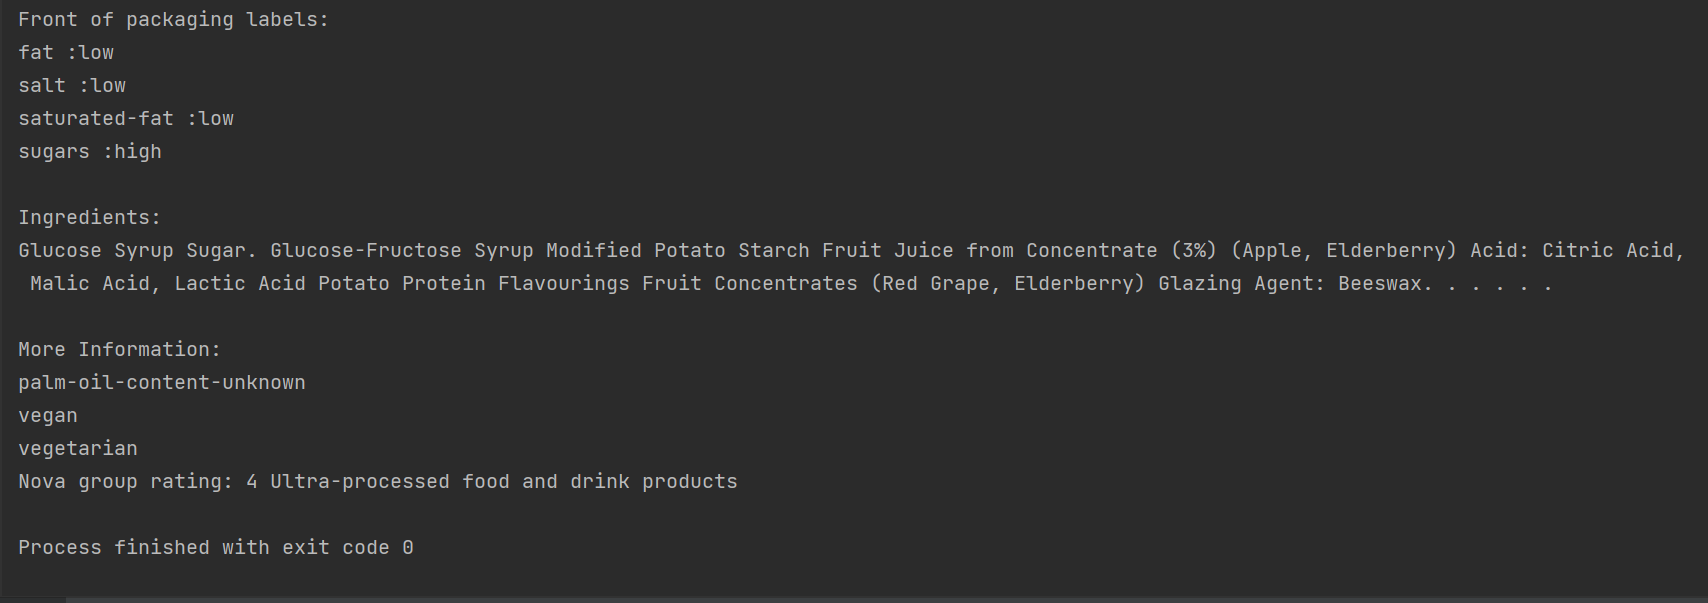 Front of packaging labels:
fat :low
salt :low
saturated-fat :low
sugars :high
Ingredients:
Glucose Syrup Sugar. Glucose-Fructose Syrup Modified Potato Starch Fruit Juice from Concentrate (3%) (Apple, Elderberry) Acid: Citric Acid,
Malic Acid, Lactic Acid Potato Protein Flavourings Fruit Concentrates (Red Grape, Elderberry) Glazing Agent: Beeswax. . . . . .
More Information:
palm-oil-content-unknown
vegan
vegetarian
Nova group rating: 4 Ultra-processed food and drink products
Process finished with exit code 0